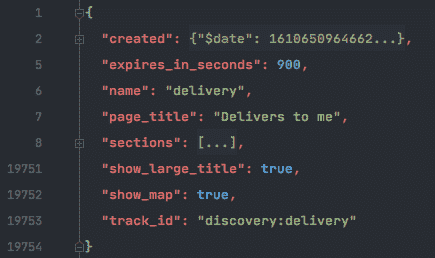 1 {
2 "created": {"$date": 1610650964662...},
5 "expires_in_seconds": 900,
6 "name": "delivery",
7 "page_title": "Delivers to me",
8 "sections": [...],
19751 "show_large_title": true,
19752 "show_map": true,
19753 "track_id": "discovery:delivery"
19754 }